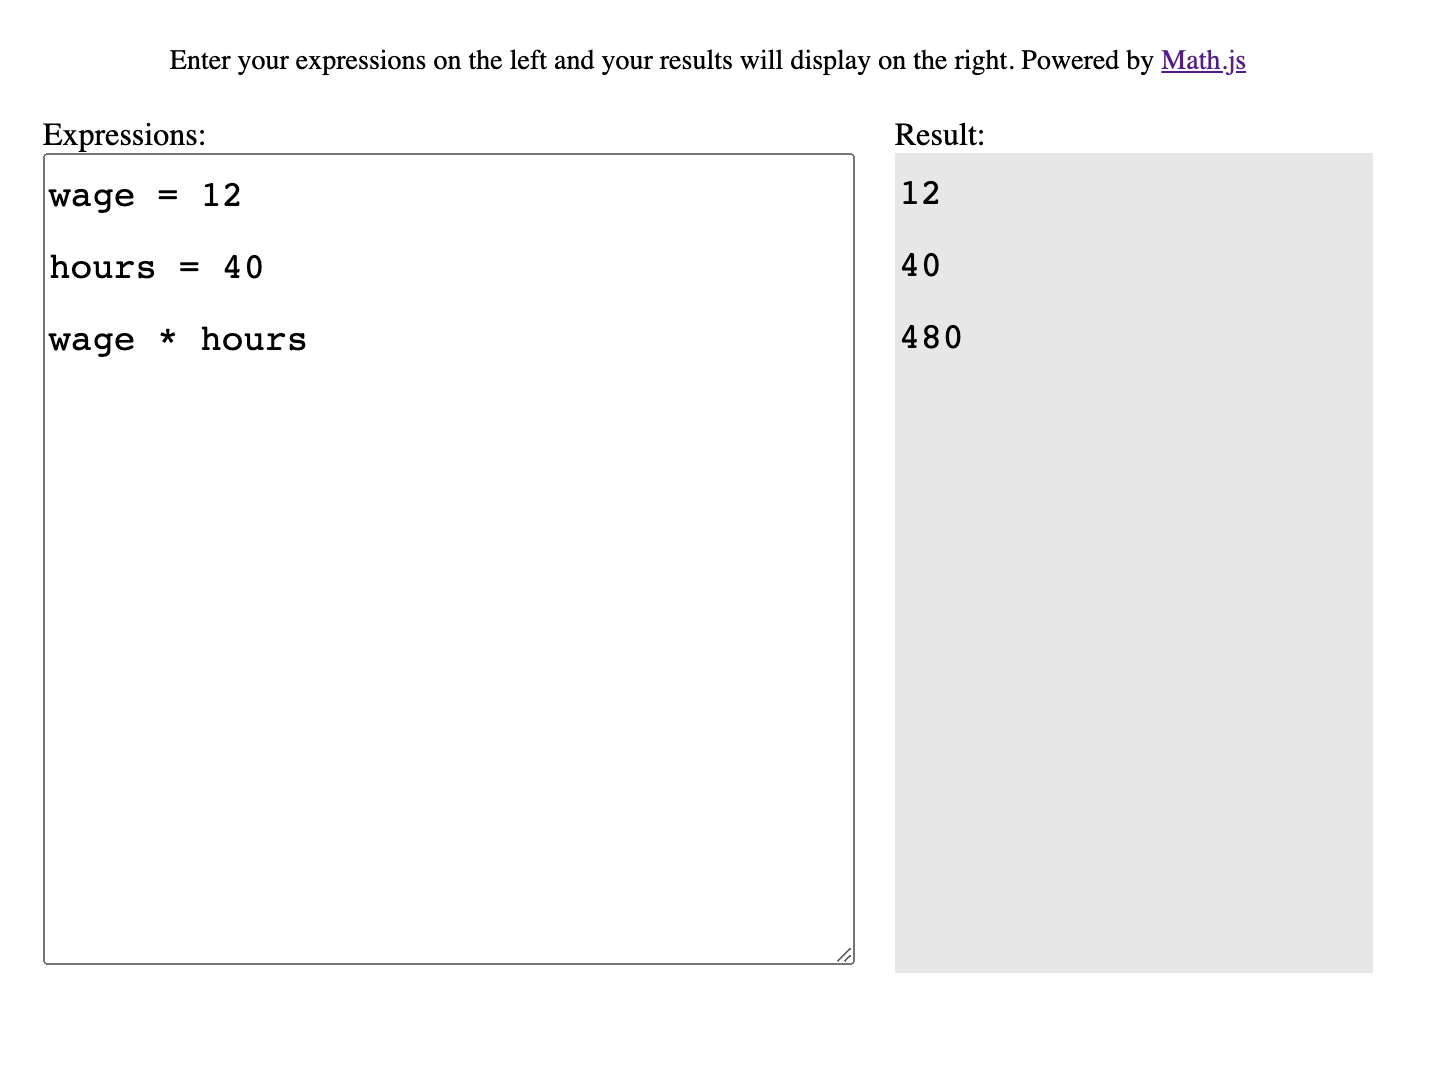 Enter your expressions on the left and your results will display on the right. Powered by Math.js
Expressions:
wage = 12
hours = 40
wage * hours
Result:
12
40
480